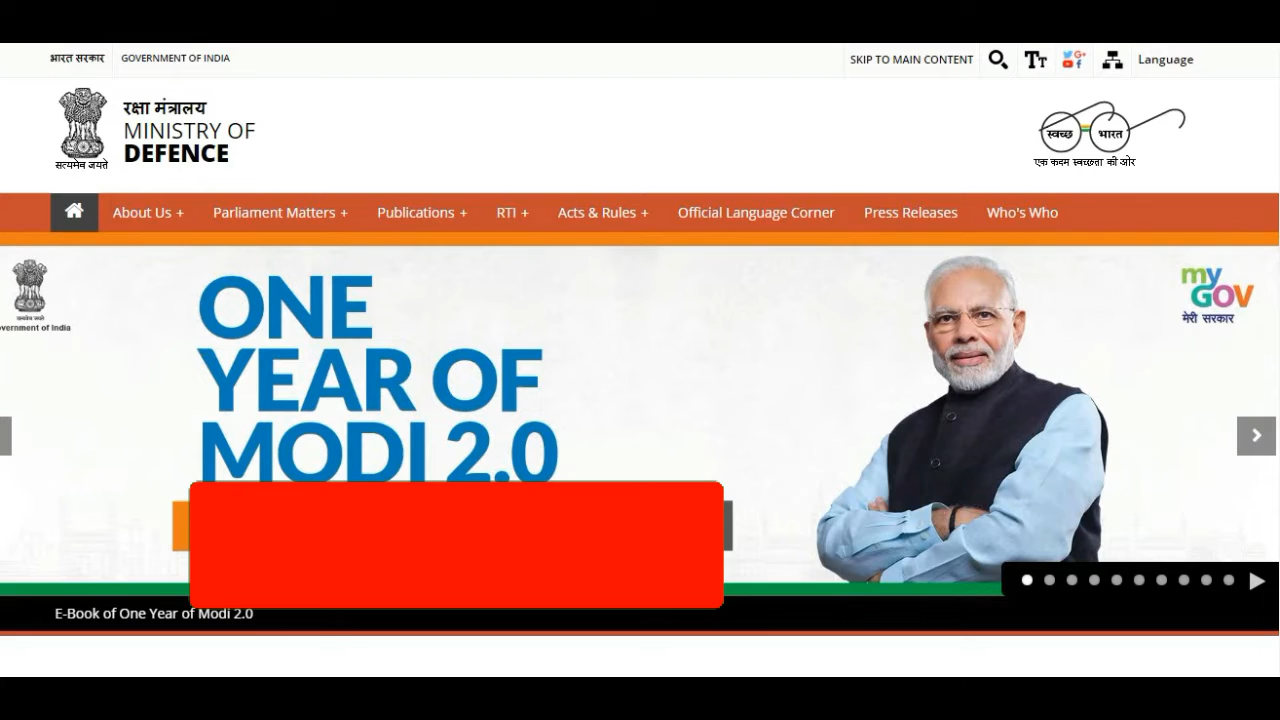 भारत सरकार GOVERNMENT OF INDIA SKIP TO MAIN CONTENT Language
रक्षा मंत्रालय
MINISTRY OF
DEFENCE
सत्यमेव जयते
स्वच्छ भारत
एक कदम स्वच्छता की ओर
About Us + Parliament Matters + Publications + RTI + Acts & Rules + Official Language Corner Press Releases Who's Who
vernment of India
my
GOV
मेरी सरकार
ONE
YEAR OF
MODI 2.0
E-Book of One Year of Modi 2.0